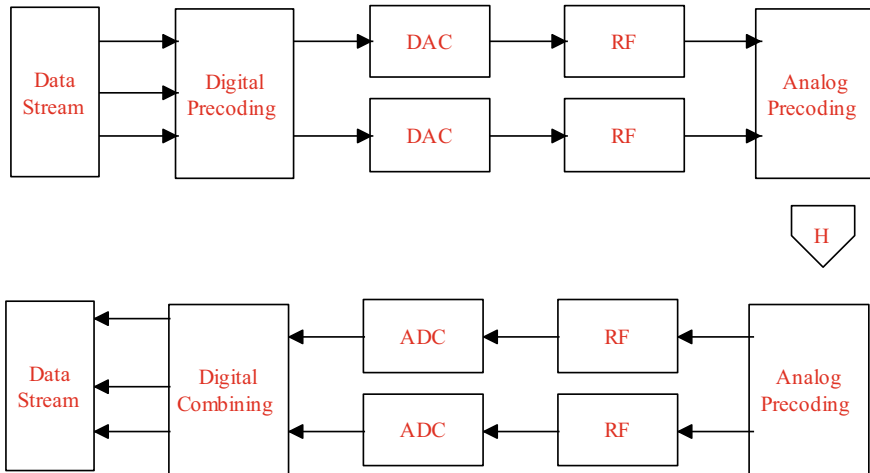 Data
Stream
Digital
Precoding
DAC
RF
DAC
RF
Analog
Precoding
H
Data
Stream
Digital
Combining
ADC
RF
ADC
RF
Analog
Precoding